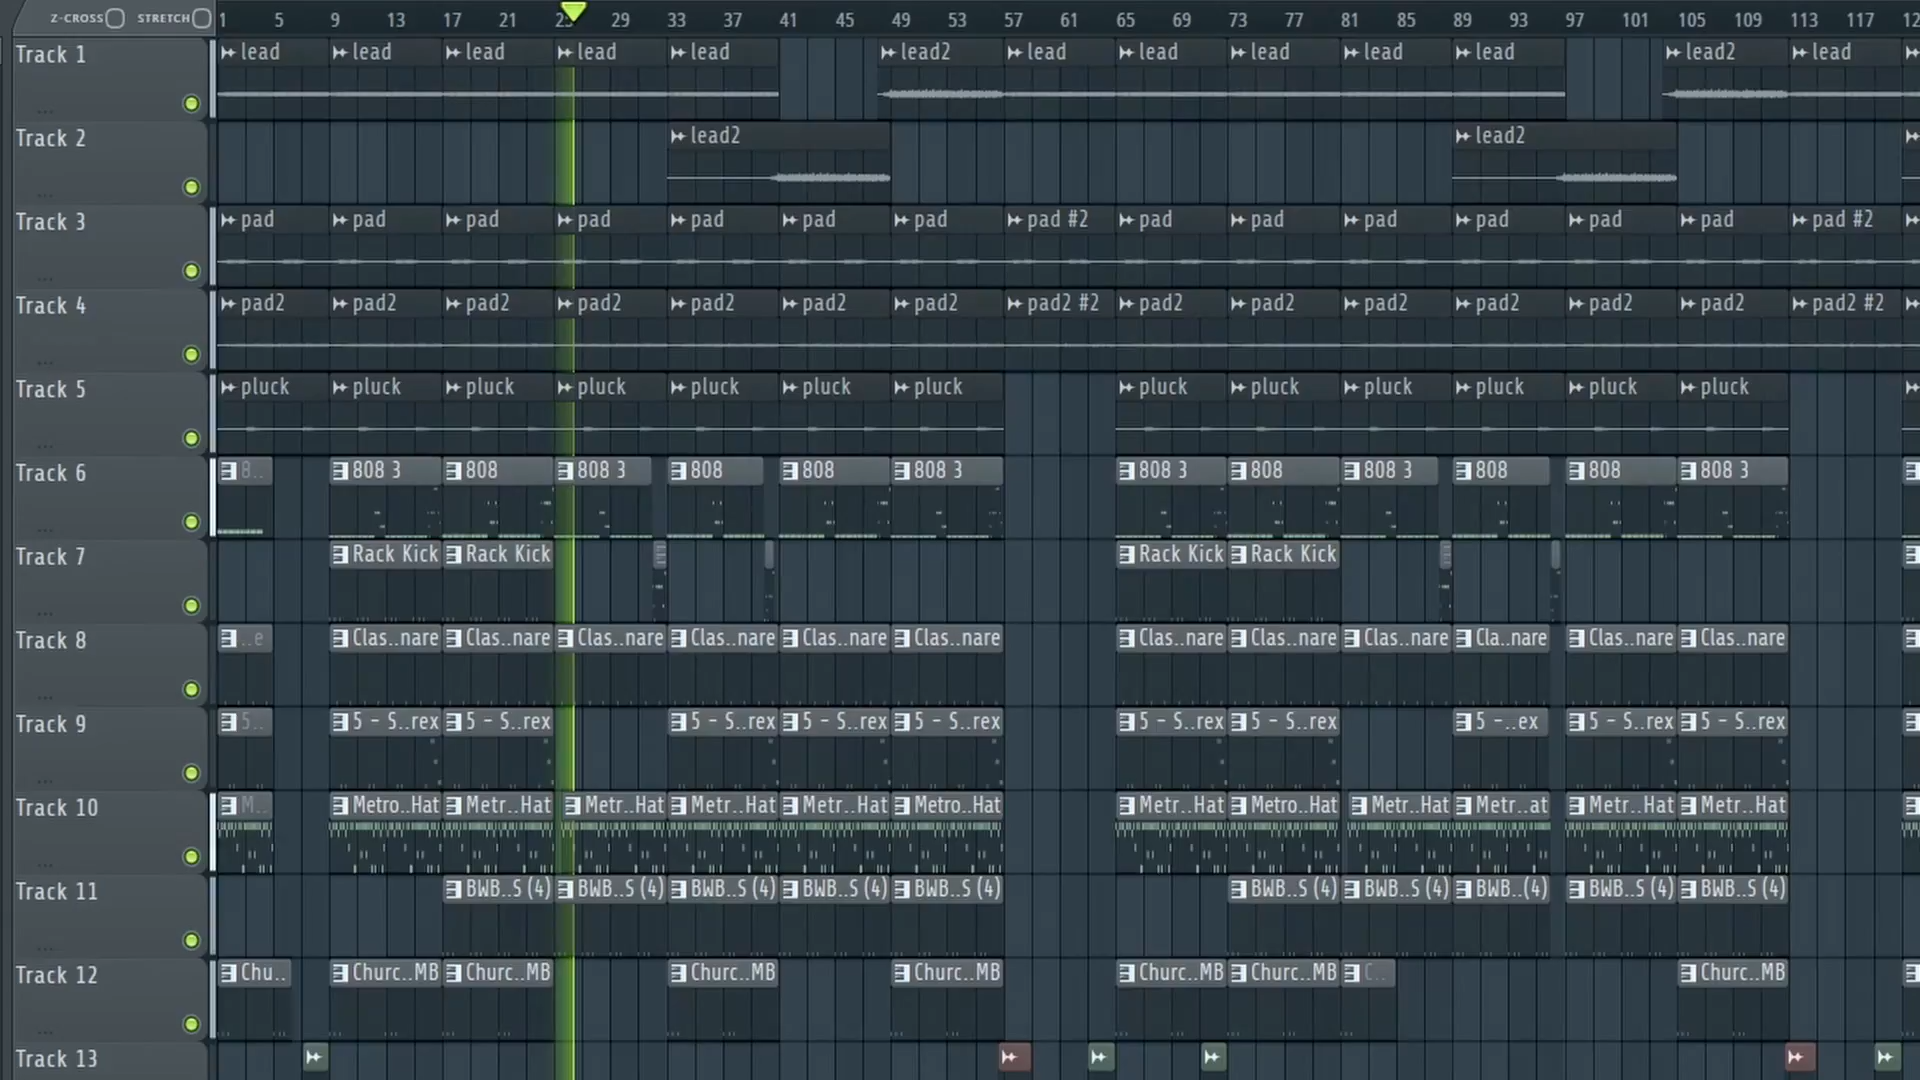 Z-CROSS STRETCH 1 5 9 13 17 21 25 29 33 37 41 45 49 53 57 61 65 69 73 77 81 85 89 93 97 101 105 109 113 117
Track 1 lead lead lead lead lead lead2 lead lead lead lead lead lead2 lead
Track 2 lead2 lead2
Track 3 pad pad pad pad pad pad pad pad #2 pad pad pad pad pad pad pad #2
Track 4 pad2 pad2 pad2 pad2 pad2 pad2 pad2 pad2 #2 pad2 pad2 pad2 pad2 pad2 pad2 pad2 #2
Track 5 pluck pluck pluck pluck pluck pluck pluck pluck pluck pluck pluck pluck pluck
Track 6 8.. 808 3 808 808 3 808 808 808 3 808 3 808 808 3 808 808 808 3
Track 7 Rack Kick Rack Kick Rack Kick Rack Kick
Track 8 ..e Clas..nare Clas..nare Clas..nare Clas..nare Clas..nare Clas..nare Clas..nare Clas..nare Clas..nare Cla..nare Clas..nare Clas..nare
Track 9 5.. 5 - S..rex 5 - S..rex 5 - S..rex 5 - S..rex 5 - S..rex 5 - S..rex 5 - S..rex 5 -..ex 5 - S..rex 5 - S..rex
Track 10 M.. Metro..Hat Metr..Hat Metr..Hat Metr..Hat Metr..Hat Metro..Hat Metr..Hat Metro..Hat Metr..Hat Metr..at Metr..Hat Metr..Hat
Track 11 BWB..S (4) BWB..S (4) BWB..S (4) BWB..S (4) BWB..S (4) BWB..S (4) BWB..S (4) BWB..(4) BWB..S (4) BWB..S (4)
Track 12 Chu.. Churc..MB Churc..MB Churc..MB Churc..MB Churc..MB Churc..MB C.. Churc..MB
Track 13